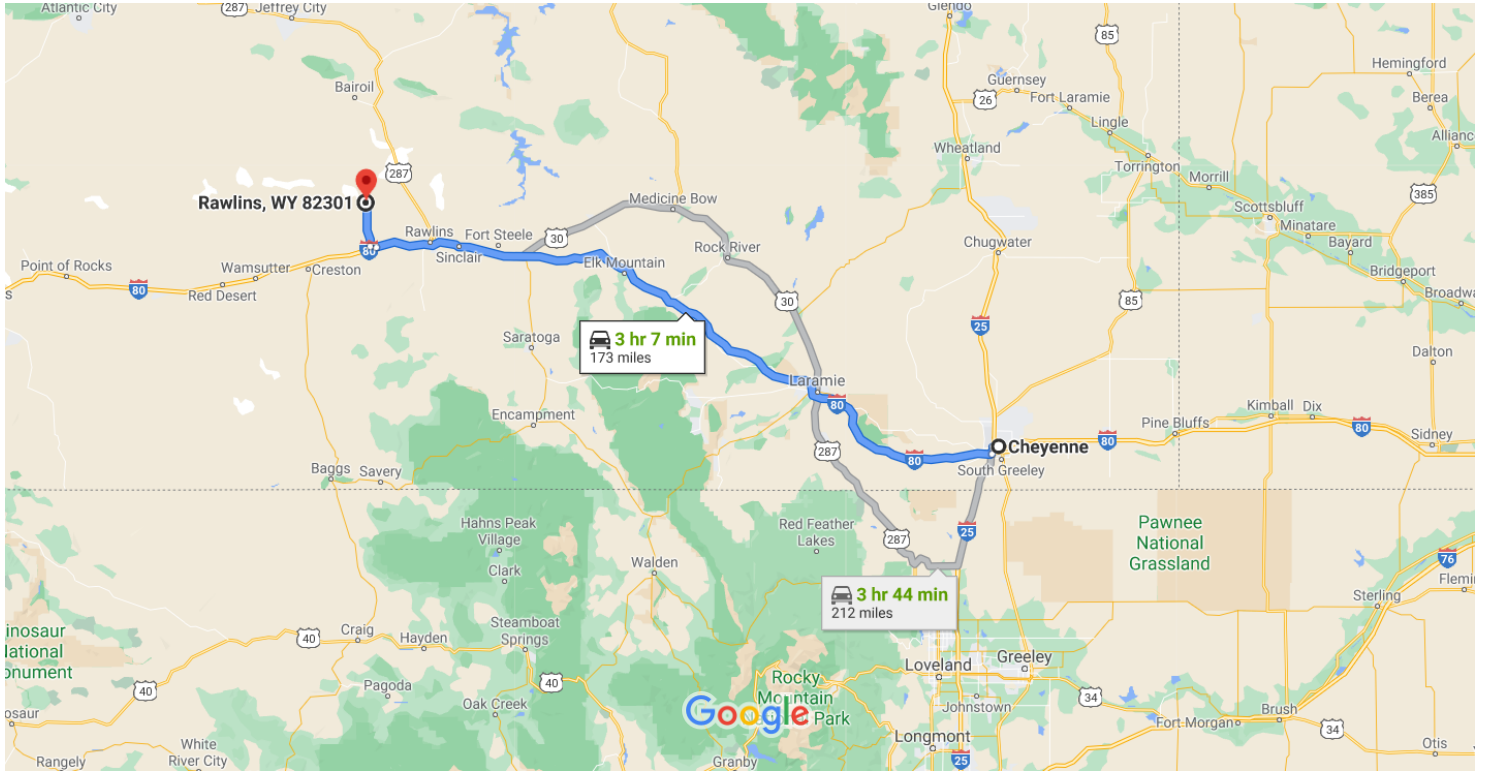 Atlantic City
287
Jeffrey City
Glendo
85
Hemingford
Bairoil
Guernsey
26
Fort Laramie
Berea
Lingle
Wheatland
Torrington
Morrill
287
385
Rawlins, WY 82301
Medicine Bow
Scottsbluff
Minatare
Rawlins
Fort Steele
30
Rock River
Chugwater
Bayard
80
Sinclair
Point of Rocks
Wamsutter
Creston
Elk Mountain
Bridgeport
80
Red Desert
30
85
25
Saratoga
3 hr 7 min
173 miles
Dalton
Laramie
80
Encampment
Kimball
Dix
Pine Bluffs
80
Cheyenne
80
Sidney
287
80
South Greeley
Baggs
Savery
Hahns Peak
Village
Red Feather
Lakes
287
25
Pawnee
National
Grassland
Walden
76
Clark
3 hr 44 min
212 miles
Sterling
Craig
Hayden
Steamboat
Springs
40
Loveland
Greeley
40
Pagoda
40
Rocky
Mountain
Park
34
Oak Creek
Google
Johnstown
Brush
Fort Morgan
34
Longmont
White
River City
Otis
Rangely
Granby
25